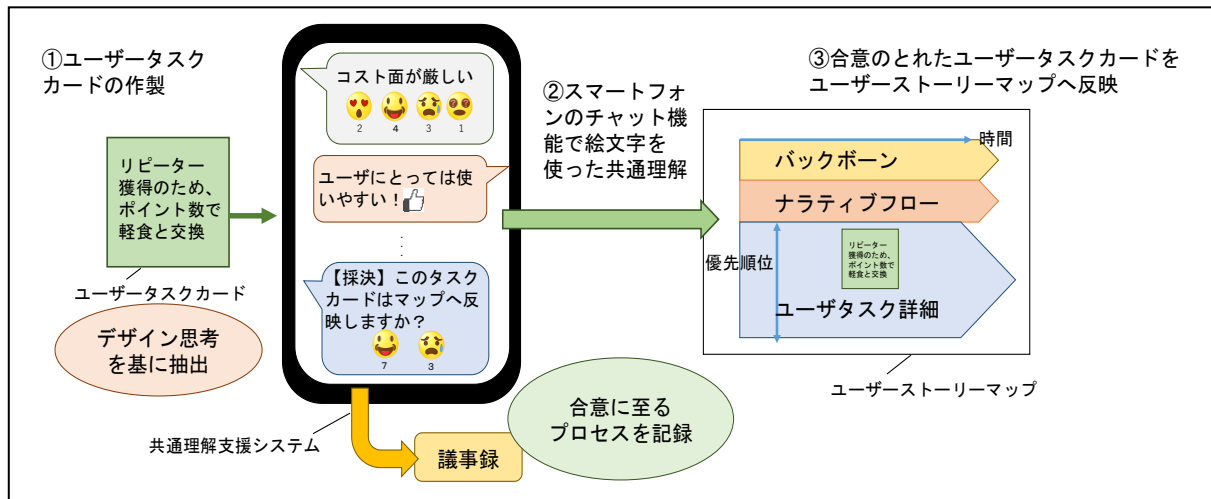 ①ユーザータスク
カードの作製
リピーター
獲得のため、
ポイント数で
軽食と交換
ユーザータスクカード
デザイン思考
を基に抽出
コスト面が厳しい
2 4 3 1
ユーザにとっては使
いやすい！
【採決】このタスク
カードはマップへ反
映しますか？
7 3
共通理解支援システム
議事録
合意に至る
プロセスを記録
②スマートフォ
ンのチャット機
能で絵文字を
使った共通理解
③合意のとれたユーザータスクカードを
ユーザーストーリーマップへ反映
時間
バックボーン
ナラティブフロー
優先順位
リピーター
獲得のため、
ポイント数で
軽食と交換
ユーザタスク詳細
ユーザーストーリーマップ